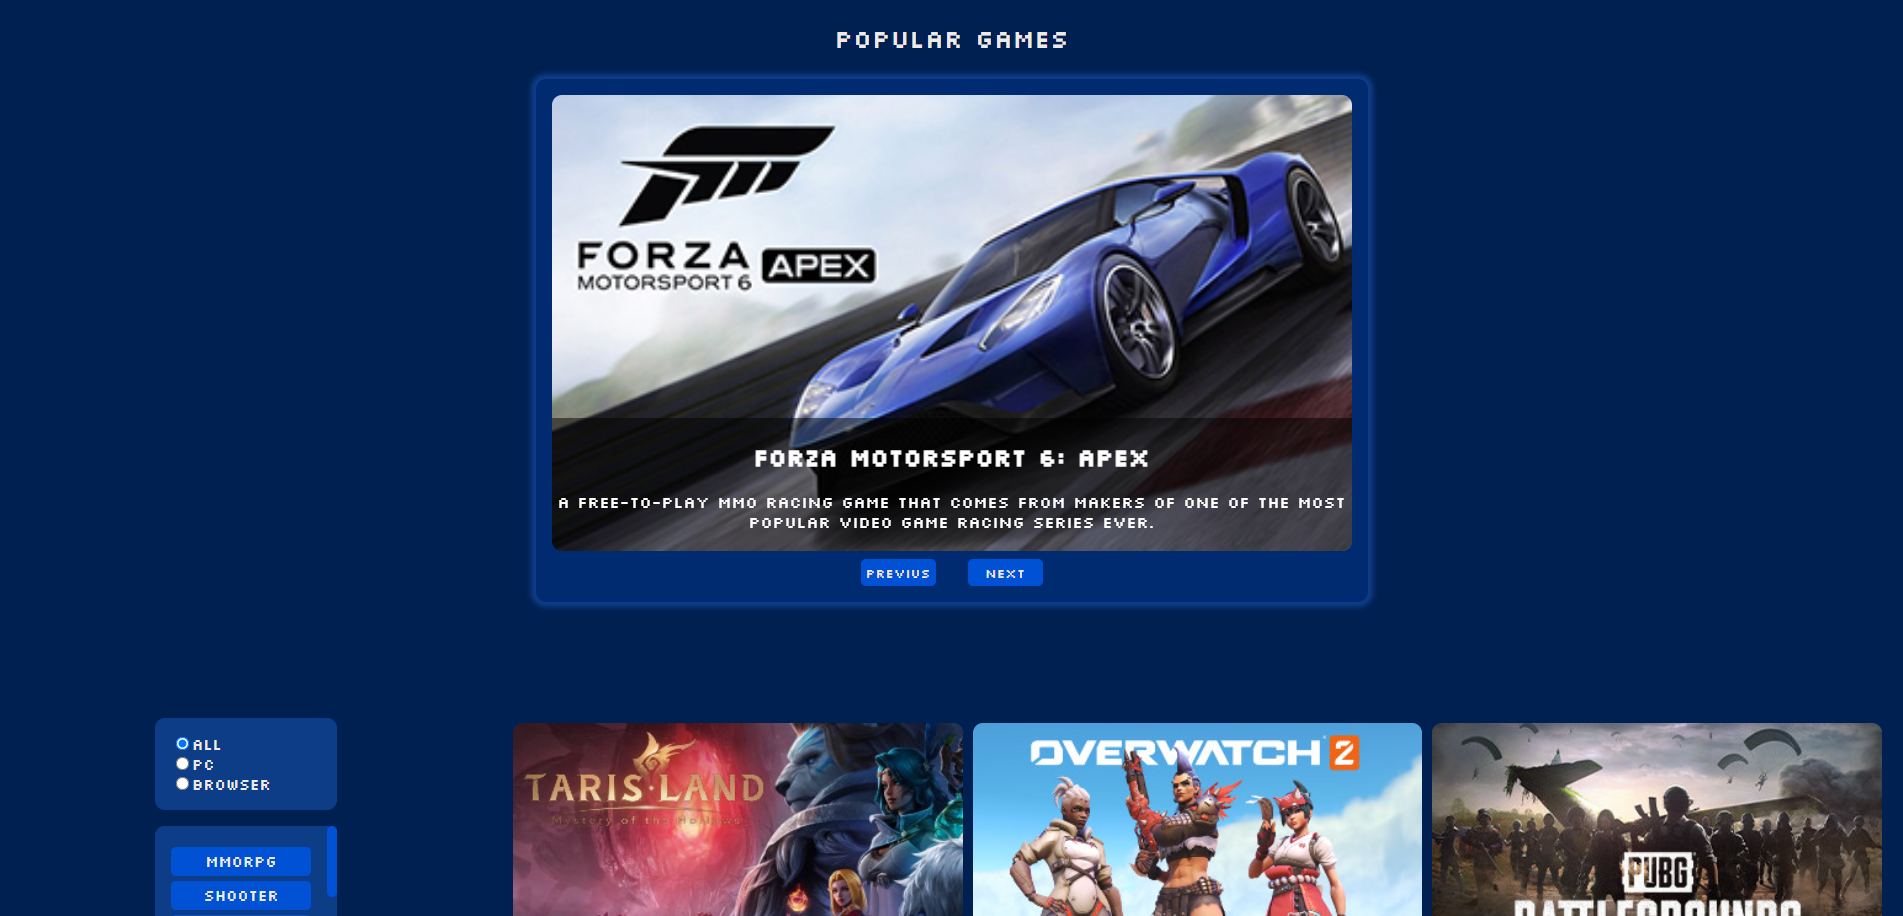 POPULAR GAMES
FORZA
MOTORSPORT 6 APEX
FORZA MOTORSPORT 6: APEX
A FREE-TO-PLAY MMO RACING GAME THAT COMES FROM MAKERS OF ONE OF THE MOST
POPULAR VIDEO GAME RACING SERIES EVER.
PREVIUS NEXT
ALL
PC
BROWSER
MMORPG
SHOOTER
TARIS·LAND
Mystery of the Hollows
OVERWATCH 2
PUBG
BATTLEGROUNDS